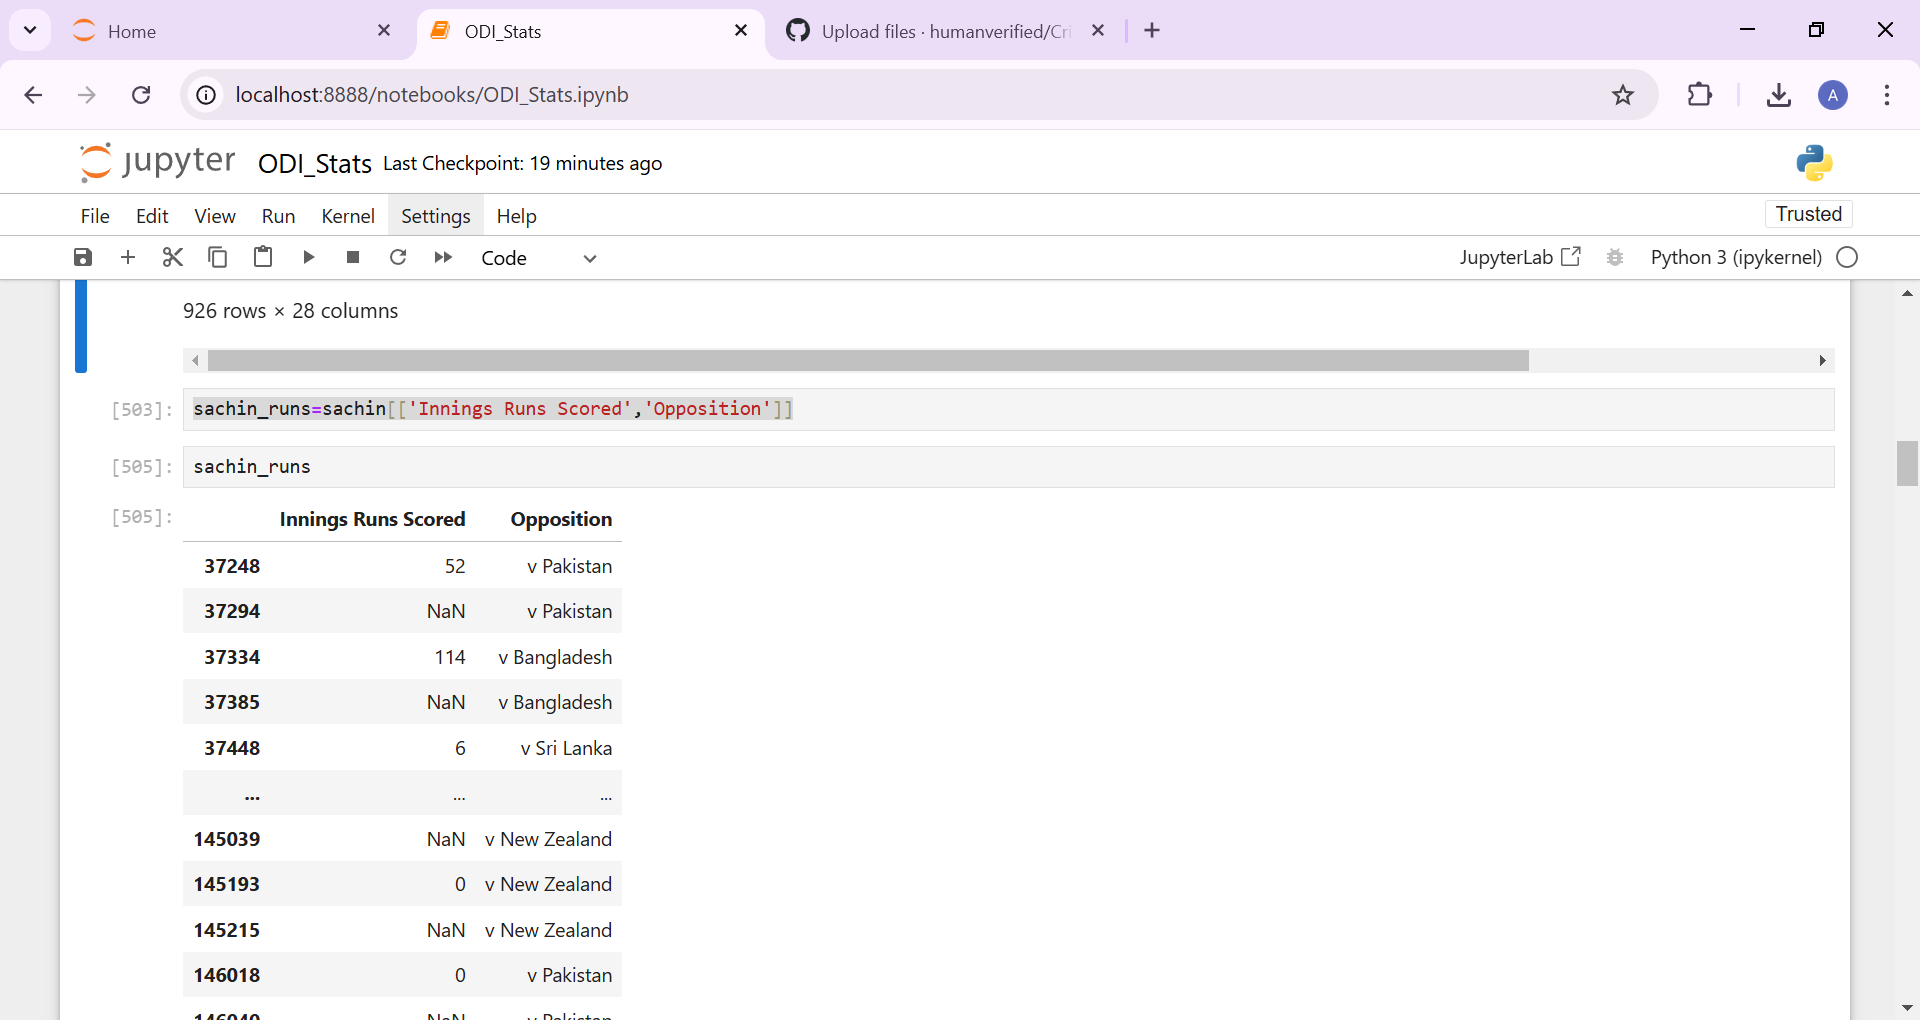 Home
ODI_Stats
Upload files · humanverified/Cri
localhost:8888/notebooks/ODI_Stats.ipynb
A
jupyter ODI_Stats Last Checkpoint: 19 minutes ago
File Edit View Run Kernel Settings Help
Trusted
Code
JupyterLab
Python 3 (ipykernel)
926 rows × 28 columns
[503]: sachin_runs=sachin[['Innings Runs Scored','Opposition']]
[505]: sachin_runs
[505]: Innings Runs Scored Opposition
37248 52 v Pakistan
37294 NaN v Pakistan
37334 114 v Bangladesh
37385 NaN v Bangladesh
37448 6 v Sri Lanka
... ... ...
145039 NaN v New Zealand
145193 0 v New Zealand
145215 NaN v New Zealand
146018 0 v Pakistan
146040 NaN v Pakistan